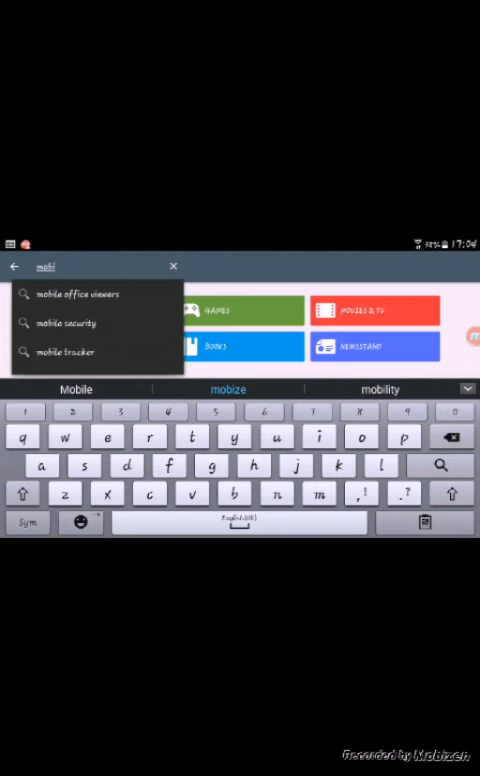 58% 17:04
mobi
mobile office viewers
mobile security
mobile tracker
GAMES
MOVIES & TV
BOOKS
NEWSSTAND
Mobile mobize mobility
1 2 3 4 5 6 7 8 9 0
q w e r t y u i o p
a s d f g h j k l
z x c v b n m ,! .?
Sym English(UK)
Recorded by Mobizen